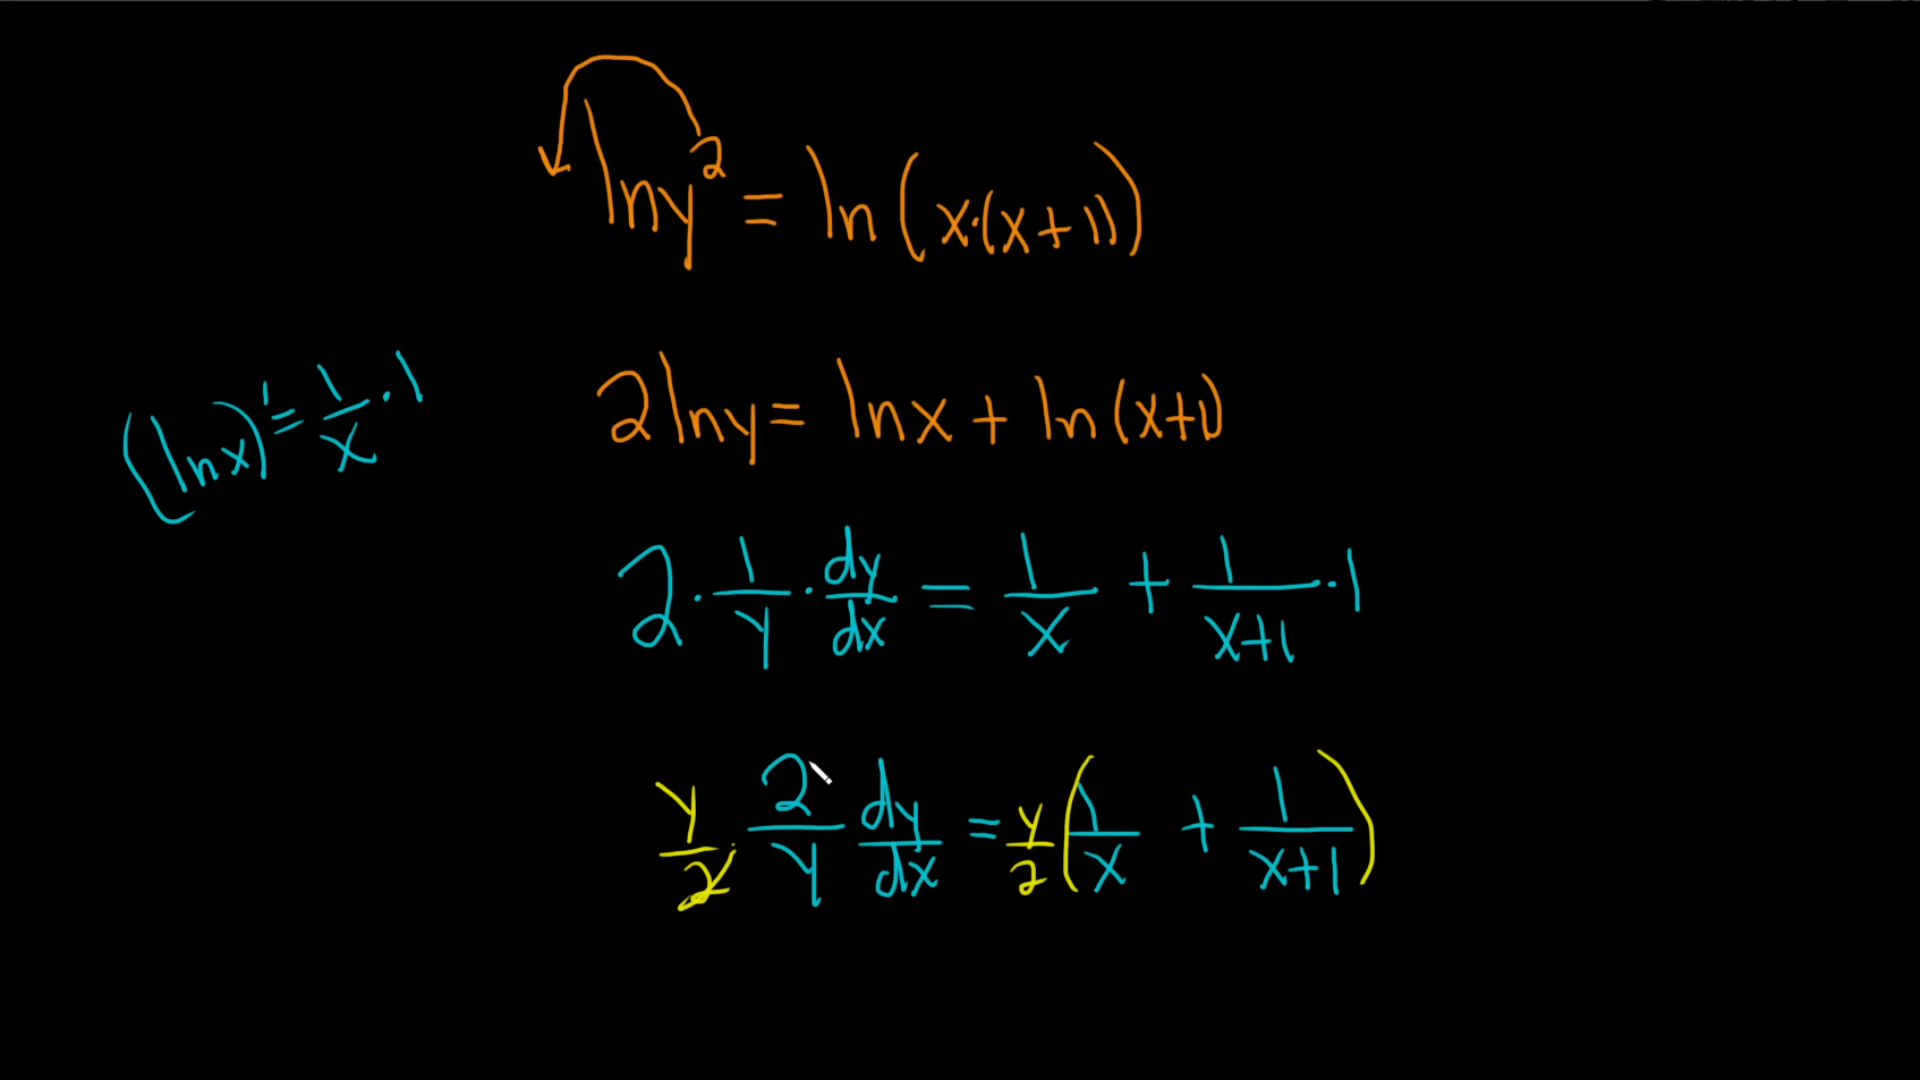 ln y² = ln(x·(x+1))
(ln x)' = 1/x · 1
2 ln y = ln x + ln(x+1)
2 · 1/y · dy/dx = 1/x + 1/(x+1) · 1
y/2 · 2/y dy/dx = y/2 (1/x + 1/(x+1))